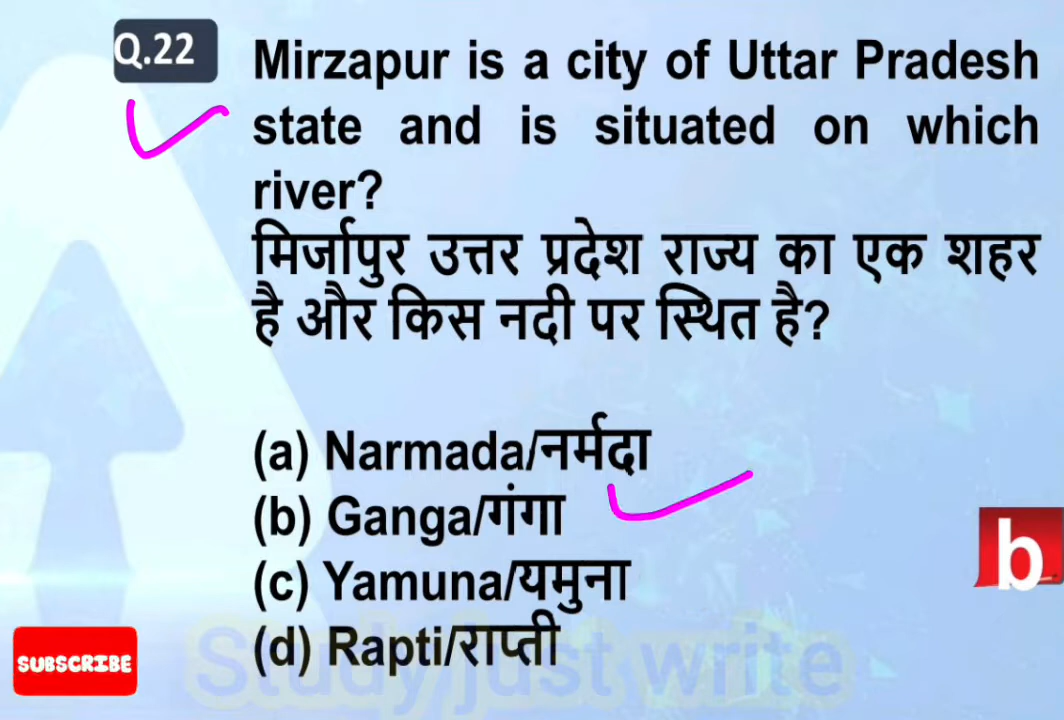 Q.22
Mirzapur is a city of Uttar Pradesh
state and is situated on which
river?
मिर्जापुर उत्तर प्रदेश राज्य का एक शहर
है और किस नदी पर स्थित है?
(a) Narmada/नर्मदा
(b) Ganga/गंगा
(c) Yamuna/यमुना
(d) Rapti/राप्ती
b
SUBSCRIBE
Study just write